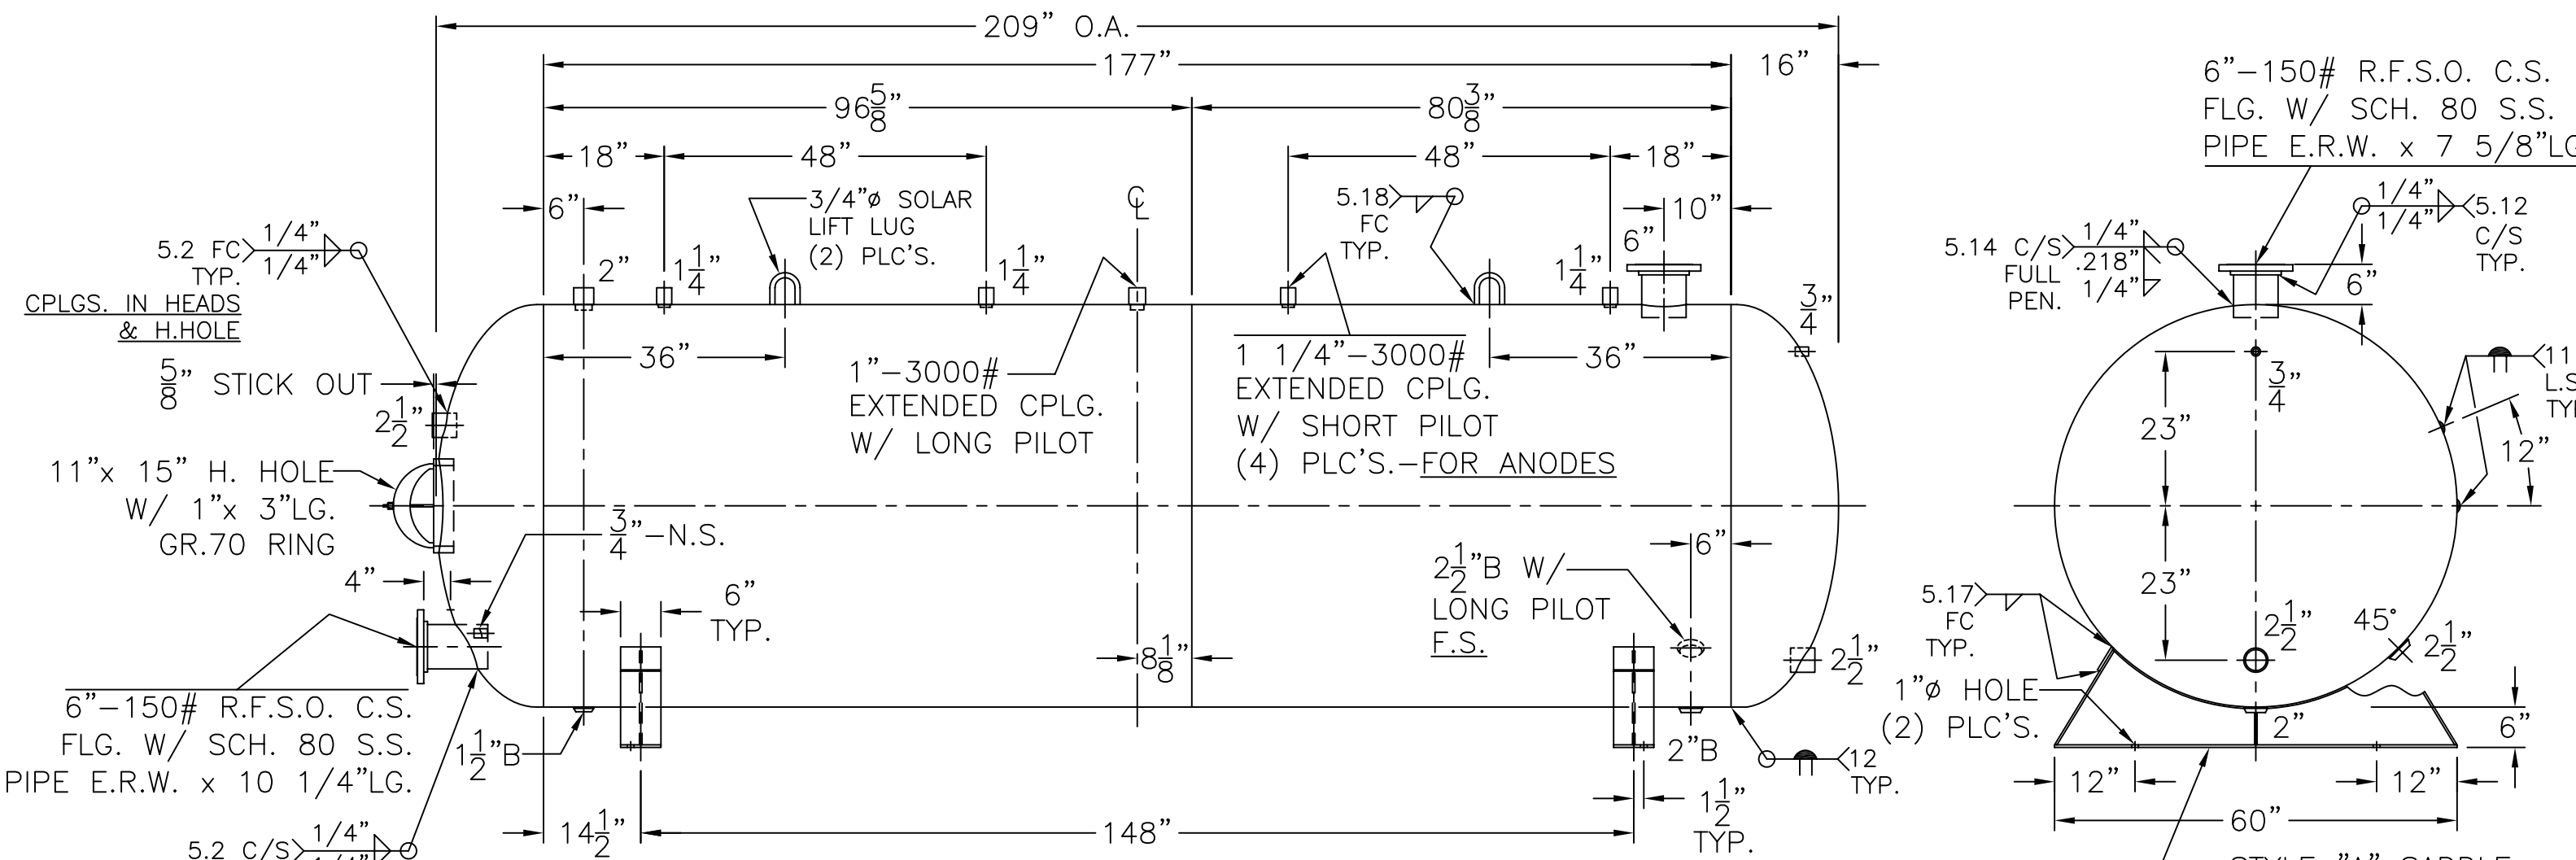 209” O.A.
177”
16”
96 5/8”
80 3/8”
18”
48”
48”
18”
6”
10”
3/4”ø SOLAR
LIFT LUG
(2) PLC'S.
℄
5.18
FC
TYP.
5.2 FC
TYP.
1/4”
1/4”
CPLGS. IN HEADS
& H.HOLE
2”
1 1/4”
1 1/4”
1 1/4”
6”
3/4”
5/8” STICK OUT
36”
36”
1”-3000#
EXTENDED CPLG.
W/ LONG PILOT
1 1/4”-3000#
EXTENDED CPLG.
W/ SHORT PILOT
(4) PLC'S.-FOR ANODES
2 1/2”
11”x 15” H. HOLE
W/ 1”x 3”LG.
GR.70 RING
3/4”-N.S.
4”
6”
TYP.
8 1/8”
2 1/2”B W/
LONG PILOT
F.S.
6”
2 1/2”
6”-150# R.F.S.O. C.S.
FLG. W/ SCH. 80 S.S.
PIPE E.R.W. x 10 1/4”LG.
1 1/2”B
2”B
12
TYP.
14 1/2”
148”
1 1/2”
TYP.
5.2 C/S
1/4”
1/4”
6”-150# R.F.S.O. C.S.
FLG. W/ SCH. 80 S.S.
PIPE E.R.W. x 7 5/8”LG
1/4”
1/4”
5.12
C/S
TYP.
5.14 C/S
FULL
PEN.
1/4”
.218”
1/4”
6”
3/4”
11
L.S
TYP
12”
23”
23”
5.17
FC
TYP.
2 1/2”
45°
2 1/2”
1”ø HOLE
(2) PLC'S.
2”
6”
12”
12”
60”
STYLE "A" SADDLE